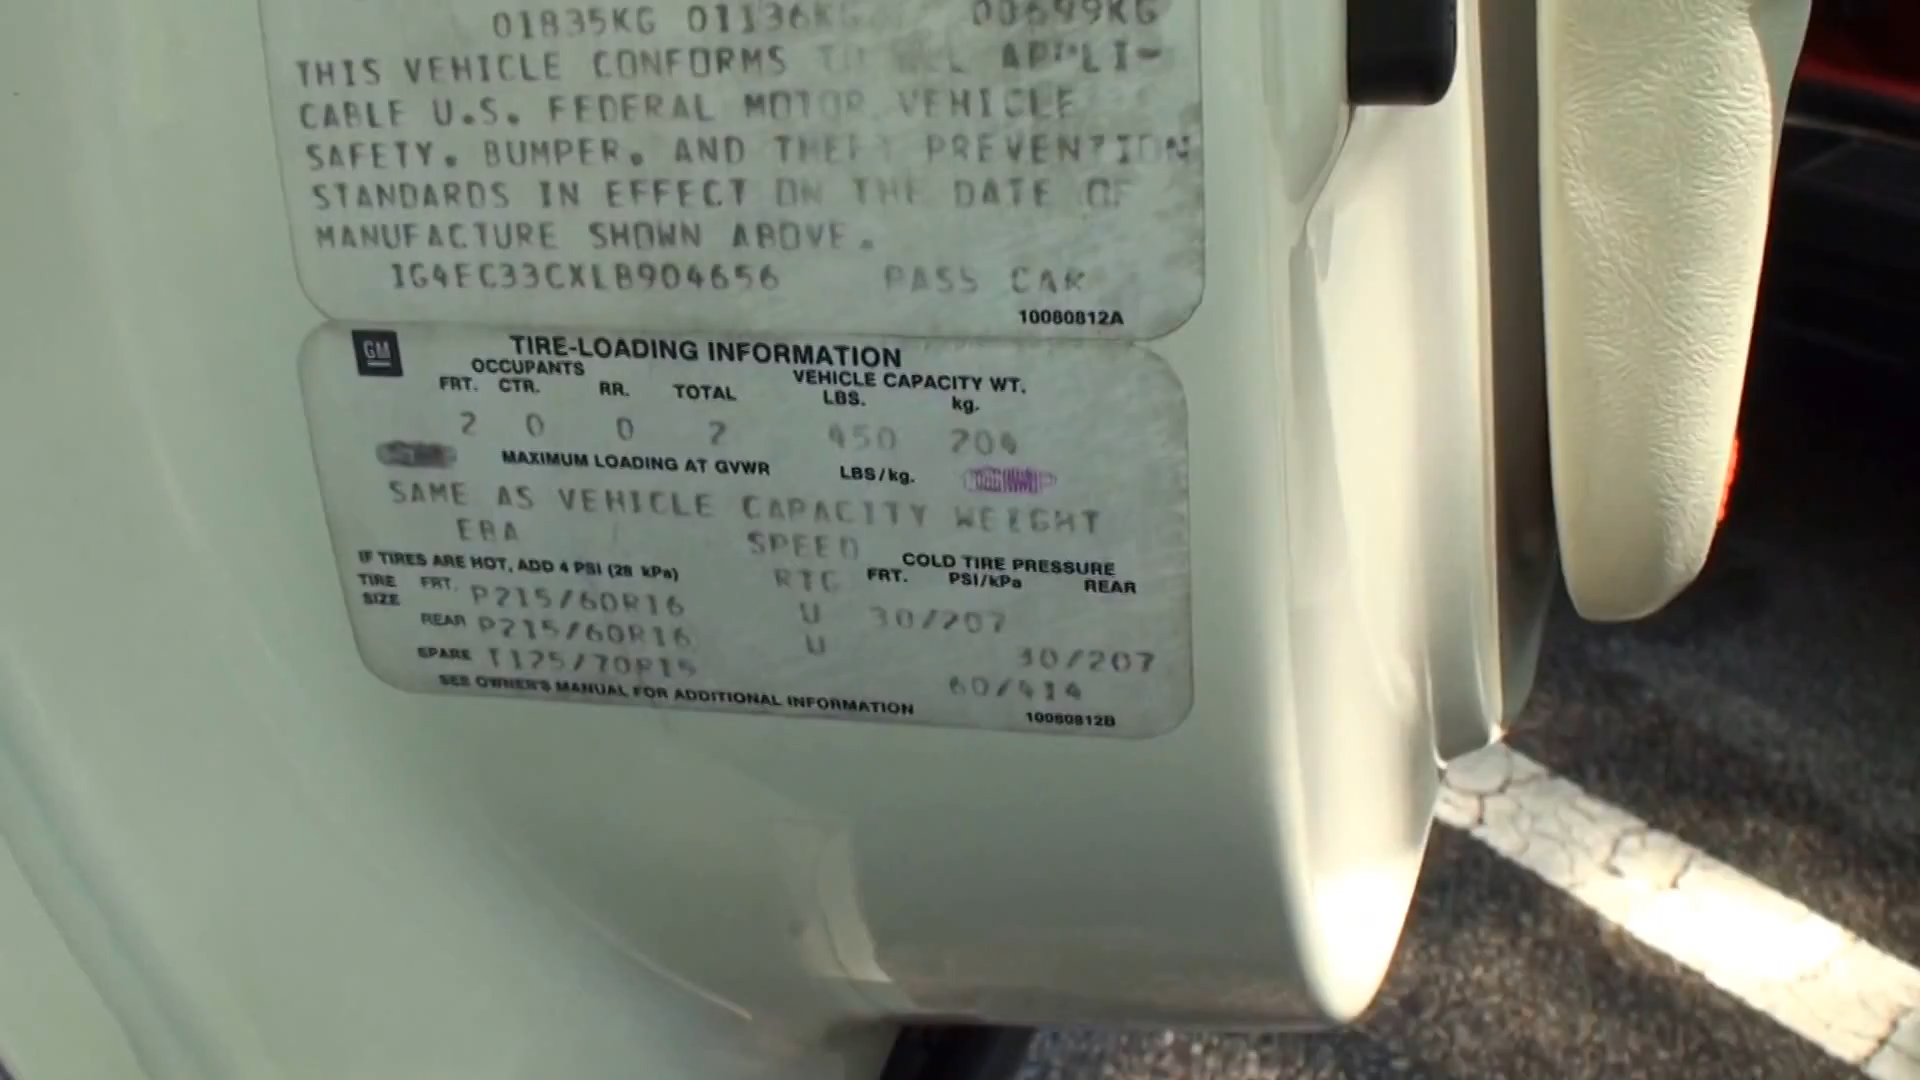 01835KG 01136KG 00699KG
THIS VEHICLE CONFORMS TO ALL APPLI-
CABLE U.S. FEDERAL MOTOR VEHICLE
SAFETY, BUMPER, AND THEFT PREVENTION
STANDARDS IN EFFECT ON THE DATE OF
MANUFACTURE SHOWN ABOVE.
1G4EC33CXLB904656 PASS CAR
10080812A
GM TIRE-LOADING INFORMATION
OCCUPANTS VEHICLE CAPACITY WT.
FRT. CTR. RR. TOTAL LBS. kg.
2 0 0 2 450 204
MAXIMUM LOADING AT GVWR LBS/kg.
SAME AS VEHICLE CAPACITY WEIGHT
EBA SPEED
IF TIRES ARE HOT, ADD 4 PSI (28 kPa) RTG COLD TIRE PRESSURE
FRT. PSI/kPa REAR
TIRE SIZE FRT. P215/60R16 U 30/207
REAR P215/60R16 U 30/207
SPARE T125/70R15 60/414
SEE OWNER'S MANUAL FOR ADDITIONAL INFORMATION
10080812B